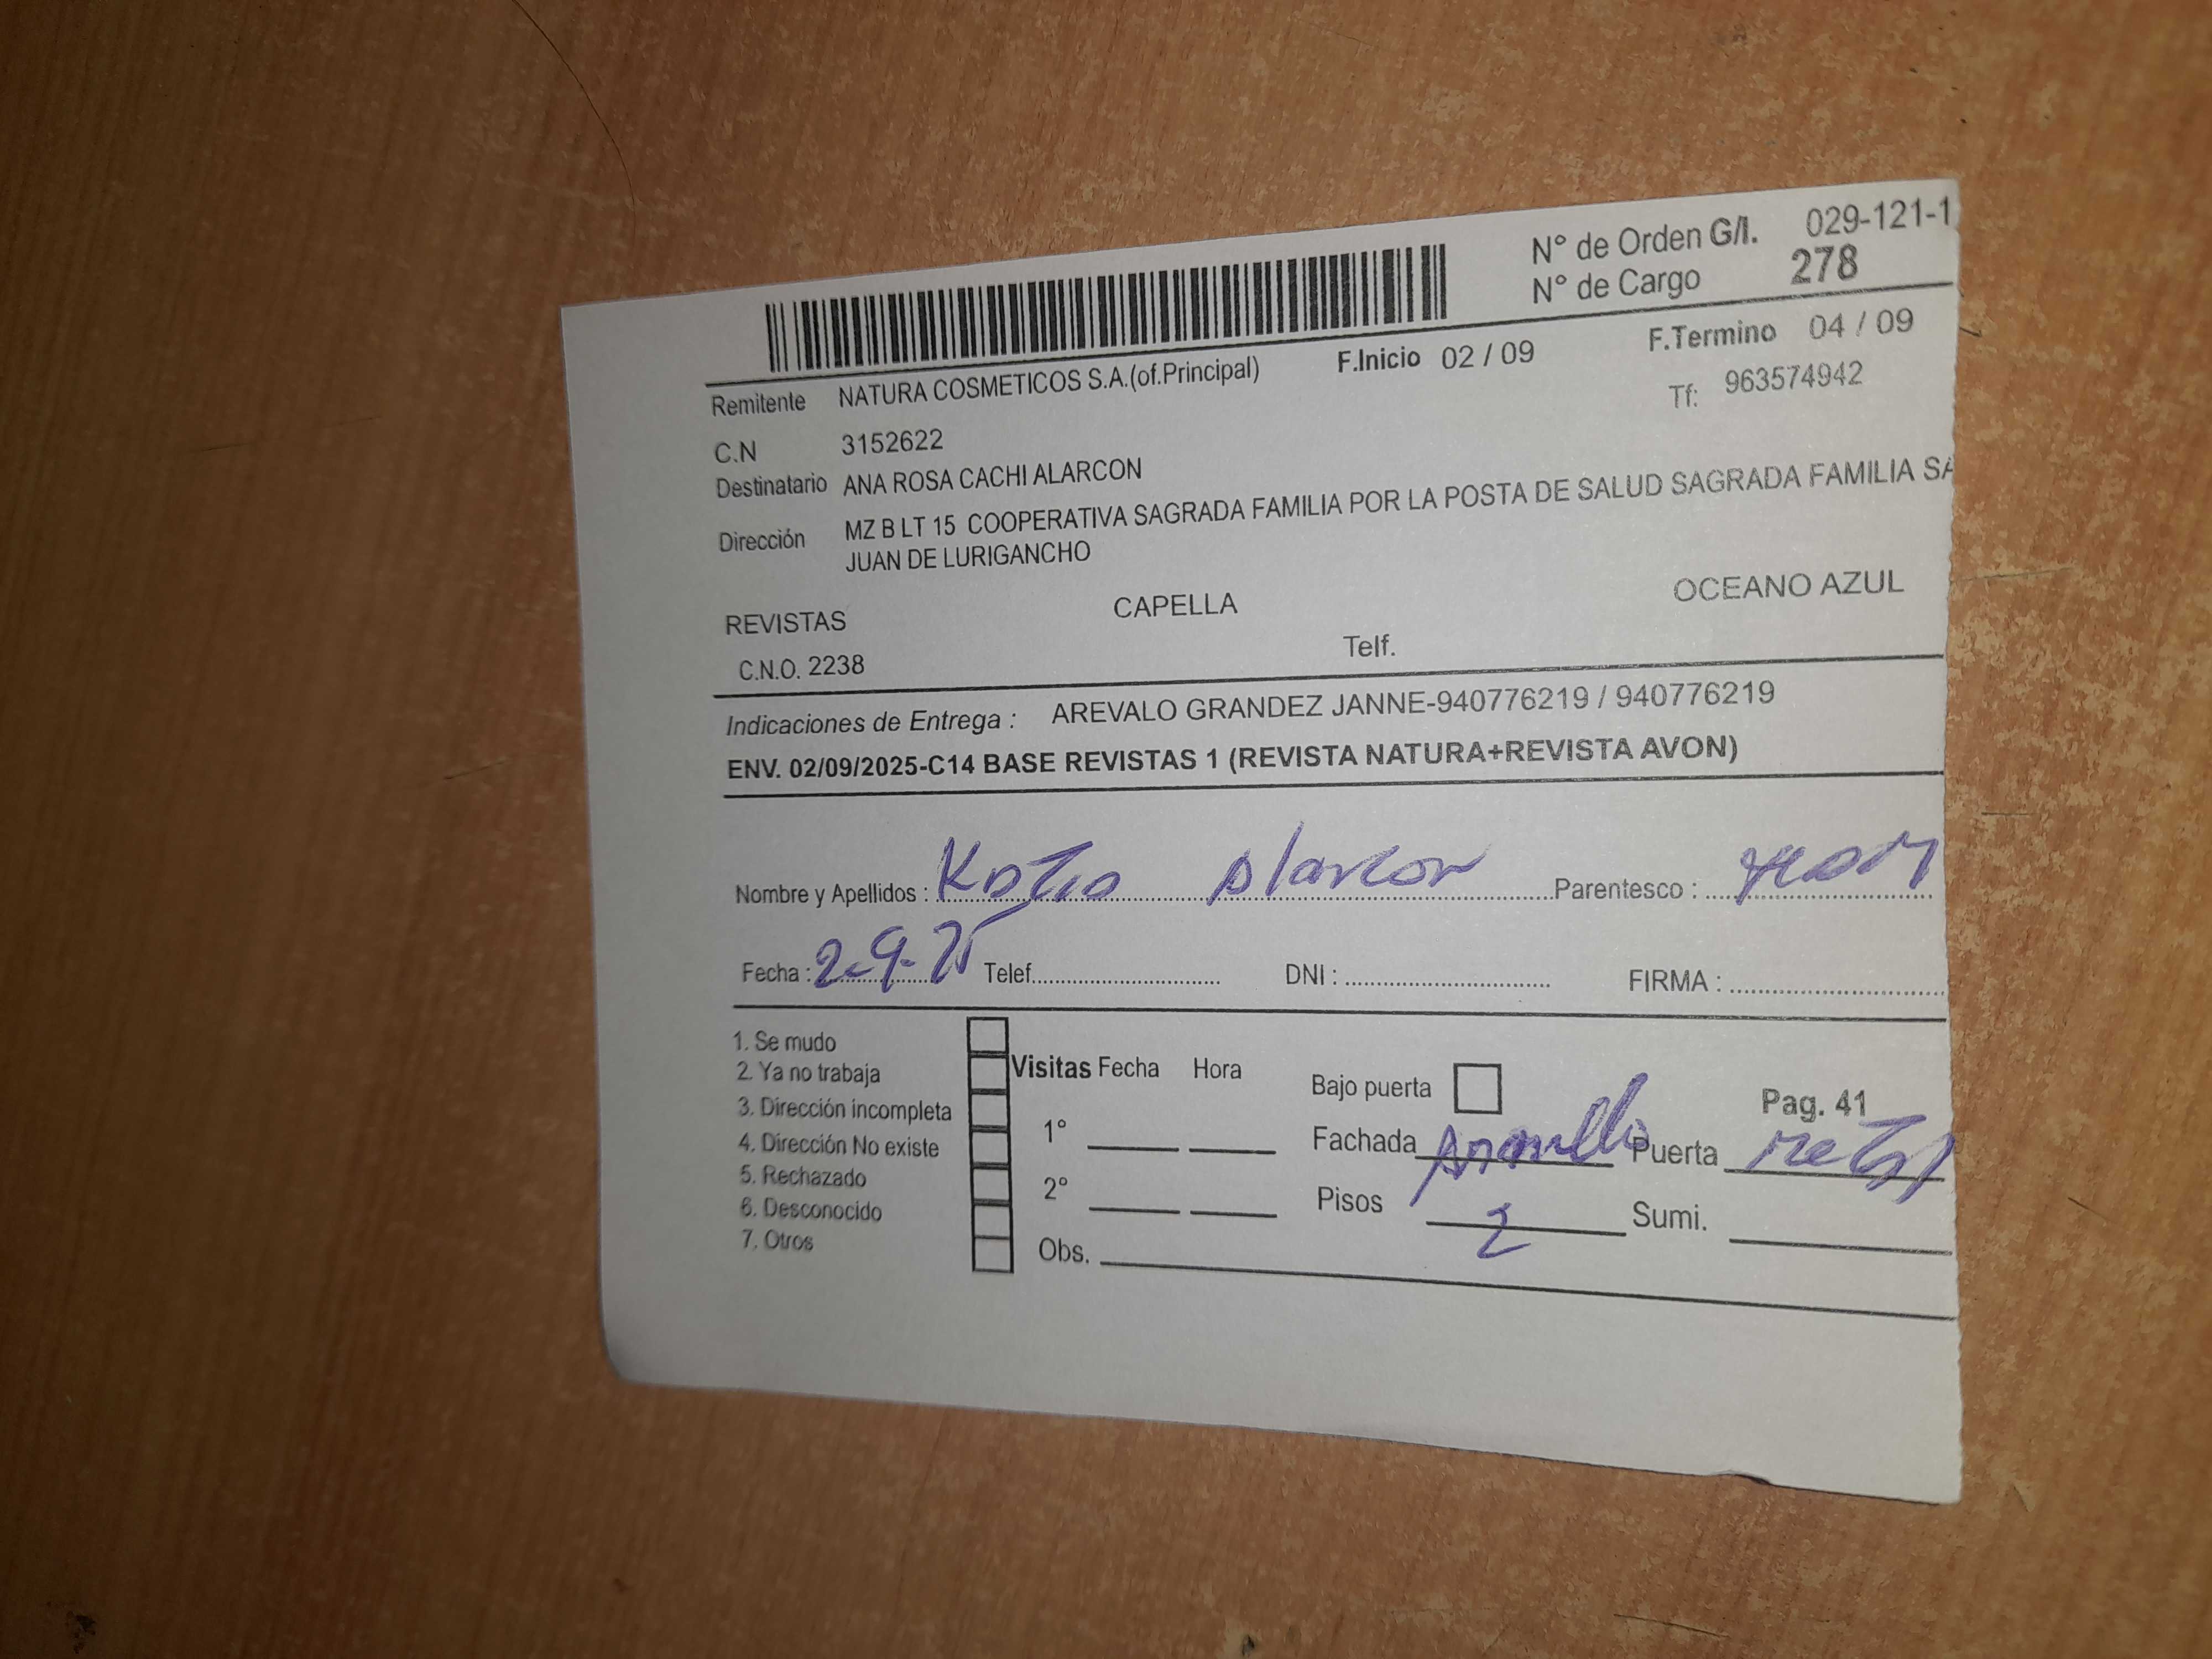 N° de Orden G/I. 029-121-1
N° de Cargo 278
Remitente NATURA COSMETICOS S.A.(of.Principal) F.Inicio 02 / 09 F.Termino 04 / 09
C.N 3152622 Tf: 963574942
Destinatario ANA ROSA CACHI ALARCON
Dirección MZ B LT 15 COOPERATIVA SAGRADA FAMILIA POR LA POSTA DE SALUD SAGRADA FAMILIA SA
JUAN DE LURIGANCHO
REVISTAS CAPELLA OCEANO AZUL
C.N.O. 2238 Telf.
Indicaciones de Entrega : AREVALO GRANDEZ JANNE-940776219 / 940776219
ENV. 02/09/2025-C14 BASE REVISTAS 1 (REVISTA NATURA+REVISTA AVON)
Nombre y Apellidos : Alarcon Parentesco :
Fecha : 2-9-25 Telef. DNI : FIRMA :
1. Se mudo
2. Ya no trabaja Visitas Fecha Hora Bajo puerta Pag. 41
3. Dirección incompleta 1°
4. Dirección No existe Fachada Amarillo Puerta Metal
5. Rechazado 2° Pisos 2 Sumi.
6. Desconocido
7. Otros Obs.